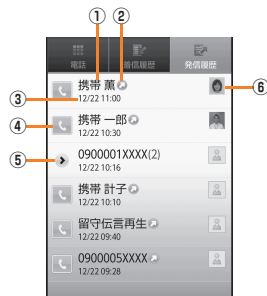 ① ②
電話 着信履歴 発信履歴
携帯 薫
③ 12/22 11:00
⑥
④ 携帯 一郎
12/22 10:30
⑤ 0900001XXXX(2)
12/22 10:16
携帯 計子
12/22 10:10
留守伝言再生
12/22 09:40
0900005XXXX
12/22 09:28